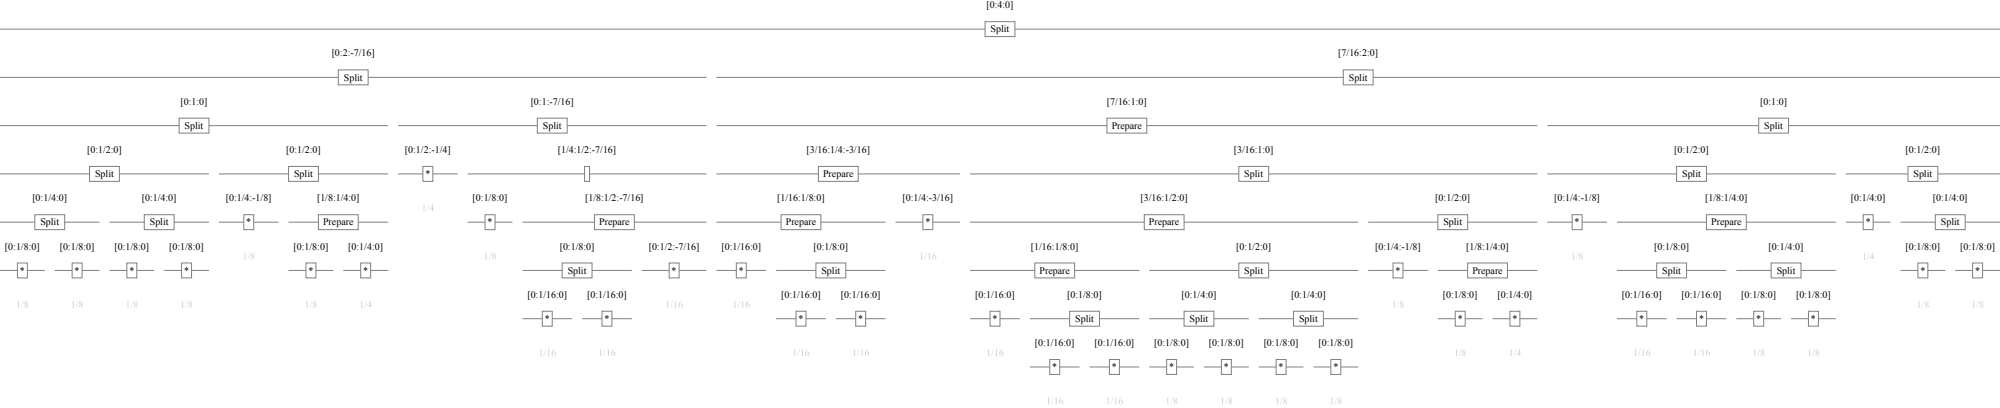 [0:4:0]
Split
[0:2:-7/16] [7/16:2:0]
Split Split
[0:1:0] [0:1:-7/16] [7/16:1:0] [0:1:0]
Split Split Prepare Split
[0:1/2:0] [0:1/2:0] [0:1/2:-1/4] [1/4:1/2:-7/16] [3/16:1/4:-3/16] [3/16:1:0] [0:1/2:0] [0:1/2:0]
Split Split * Prepare Split Split Split
[0:1/4:0] [0:1/4:0] [0:1/4:-1/8] [1/8:1/4:0] 1/4 [0:1/8:0] [1/8:1/2:-7/16] [1/16:1/8:0] [0:1/4:-3/16] [3/16:1/2:0] [0:1/2:0] [0:1/4:-1/8] [1/8:1/4:0] [0:1/4:0] [0:1/4:0]
Split Split * Prepare * Prepare Prepare * Prepare Split * Prepare * Split
[0:1/8:0] [0:1/8:0] [0:1/8:0] [0:1/8:0] 1/8 [0:1/8:0] [0:1/4:0] 1/8 [0:1/8:0] [0:1/2:-7/16] [0:1/16:0] [0:1/8:0] 1/16 [1/16:1/8:0] [0:1/2:0] [0:1/4:-1/8] [1/8:1/4:0] 1/8 [0:1/8:0] [0:1/4:0] 1/4 [0:1/8:0] [0:1/8:0]
* * * * * * Split * * Split Prepare Split * Prepare Split Split * *
1/8 1/8 1/8 1/8 1/8 1/4 [0:1/16:0] [0:1/16:0] 1/16 1/16 [0:1/16:0] [0:1/16:0] [0:1/16:0] [0:1/8:0] [0:1/4:0] [0:1/4:0] 1/8 [0:1/8:0] [0:1/4:0] [0:1/16:0] [0:1/16:0] [0:1/8:0] [0:1/8:0] 1/8 1/8
* * * * * Split Split Split * * * * * *
1/16 1/16 1/16 1/16 1/16 [0:1/16:0] [0:1/16:0] [0:1/8:0] [0:1/8:0] [0:1/8:0] [0:1/8:0] 1/8 1/4 1/16 1/16 1/8 1/8
* * * * * *
1/16 1/16 1/8 1/8 1/8 1/8